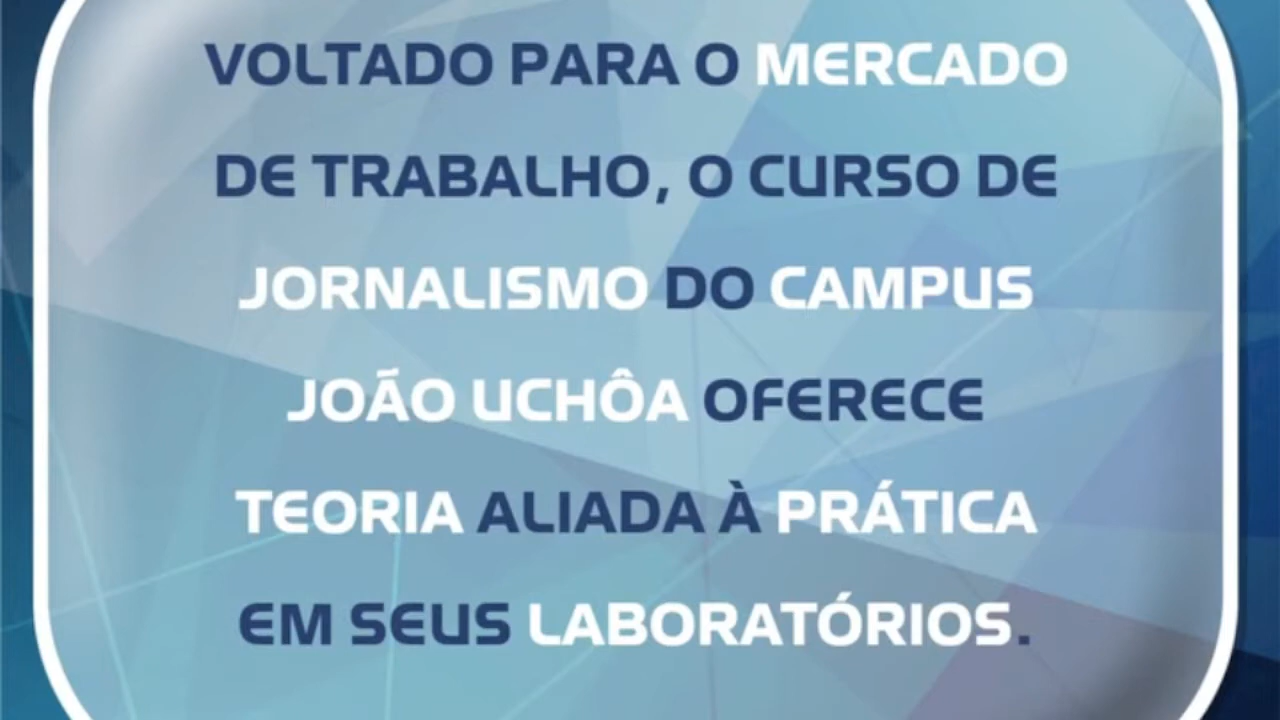 VOLTADO PARA O MERCADO
DE TRABALHO, O CURSO DE
JORNALISMO DO CAMPUS
JOÃO UCHÔA OFERECE
TEORIA ALIADA À PRÁTICA
EM SEUS LABORATÓRIOS.